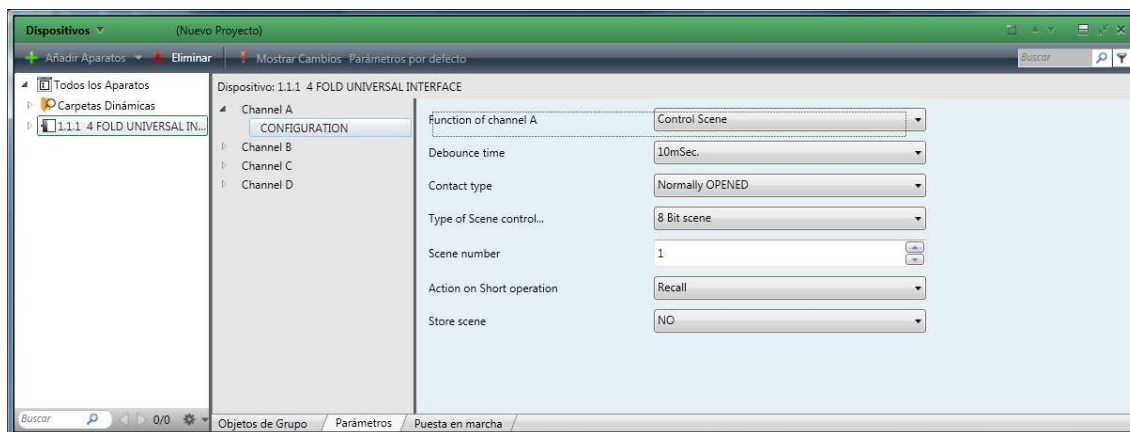 Dispositivos (Nuevo Proyecto)
Añadir Aparatos Eliminar Mostrar Cambios Parámetros por defecto Buscar
Todos los Aparatos
Carpetas Dinámicas
1.1.1 4 FOLD UNIVERSAL IN...
Dispositivo: 1.1.1 4 FOLD UNIVERSAL INTERFACE
Channel A
CONFIGURATION
Channel B
Channel C
Channel D
Function of channel A Control Scene
Debounce time 10mSec.
Contact type Normally OPENED
Type of Scene control... 8 Bit scene
Scene number 1
Action on Short operation Recall
Store scene NO
Buscar 0/0
Objetos de Grupo Parámetros Puesta en marcha